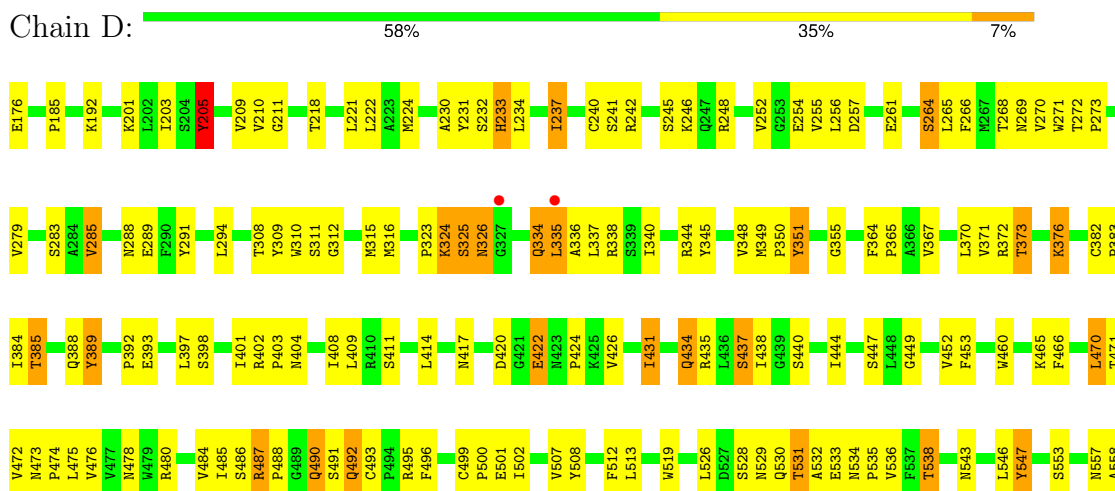 Chain D:
58% 35% 7%
E176 P185 K192 K201 L202 I203 S204 Y205 V209 V210 G211 T218 L221 L222 A223 M224 A230 Y231 S232 H233 L234 I237 C240 S241 R242 S245 K246 Q247 R248 V252 G253 E254 V255 L256 D257 E261 S264 L265 F266 M267 T268 N269 V270 W271 T272 P273
V279 S283 A284 V285 N288 E289 F290 Y291 L294 T308 Y309 W310 S311 G312 M315 M316 P323 K324 S325 N326 G327 Q334 L335 A336 L337 R338 S339 I340 R344 Y345 V348 M349 P350 Y351 G355 F364 P365 A366 V367 L370 V371 R372 T373 K376 C382
I384 T385 Q388 Y389 P392 E393 L397 S398 I401 R402 P403 N404 I408 L409 R410 S411 L414 N417 D420 G421 E422 N423 P424 K425 V426 I431 Q434 R435 L436 S437 I438 G439 S440 I444 S447 L448 G449 V452 F453 W460 K465 F466 L470
V472 N473 P474 L475 V476 V477 N478 W479 R480 V484 I485 S486 R487 P488 G489 Q490 S491 Q492 C493 P494 R495 F496 C499 P500 E501 I502 V507 Y508 F512 L513 W519 L526 D527 S528 N529 Q530 T531 A532 E533 N534 P535 V536 F537 T538 N543 L546 Y547 S553 N557